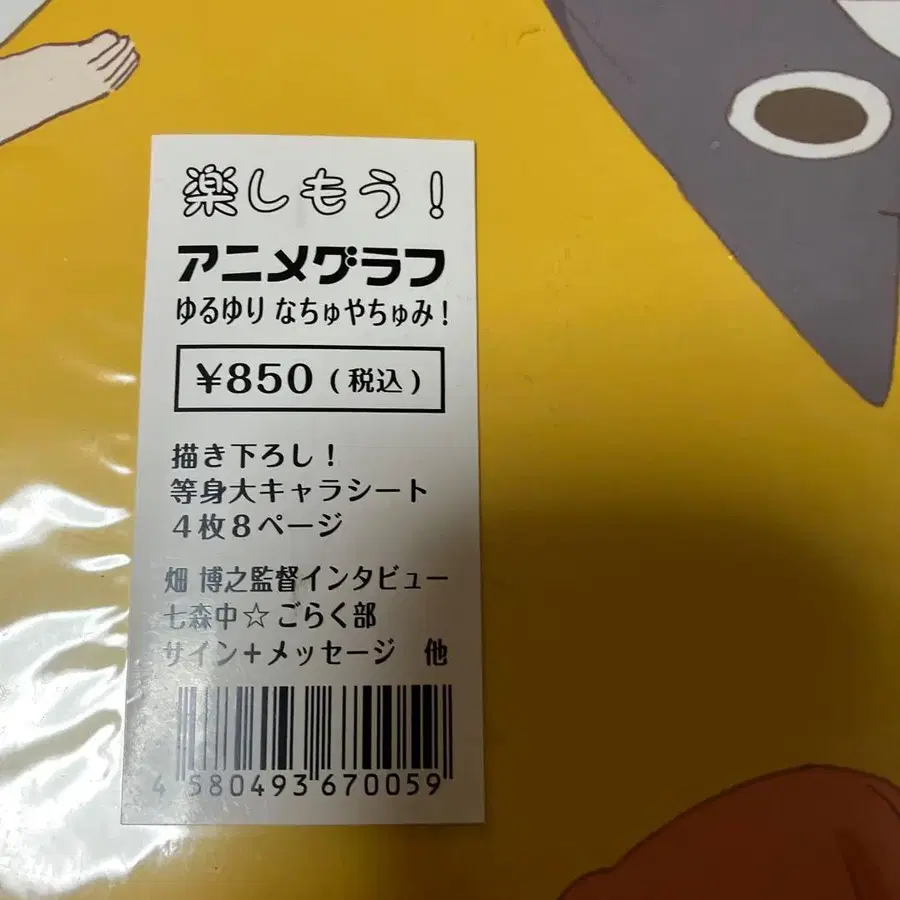 楽しもう！
アニメグラフ
ゆるゆり なちゅやちゅみ！
¥850（税込）
描き下ろし！
等身大キャラシート
４枚８ページ
畑 博之監督インタビュー
七森中☆ごらく部
サイン＋メッセージ　他
4 580493 670059